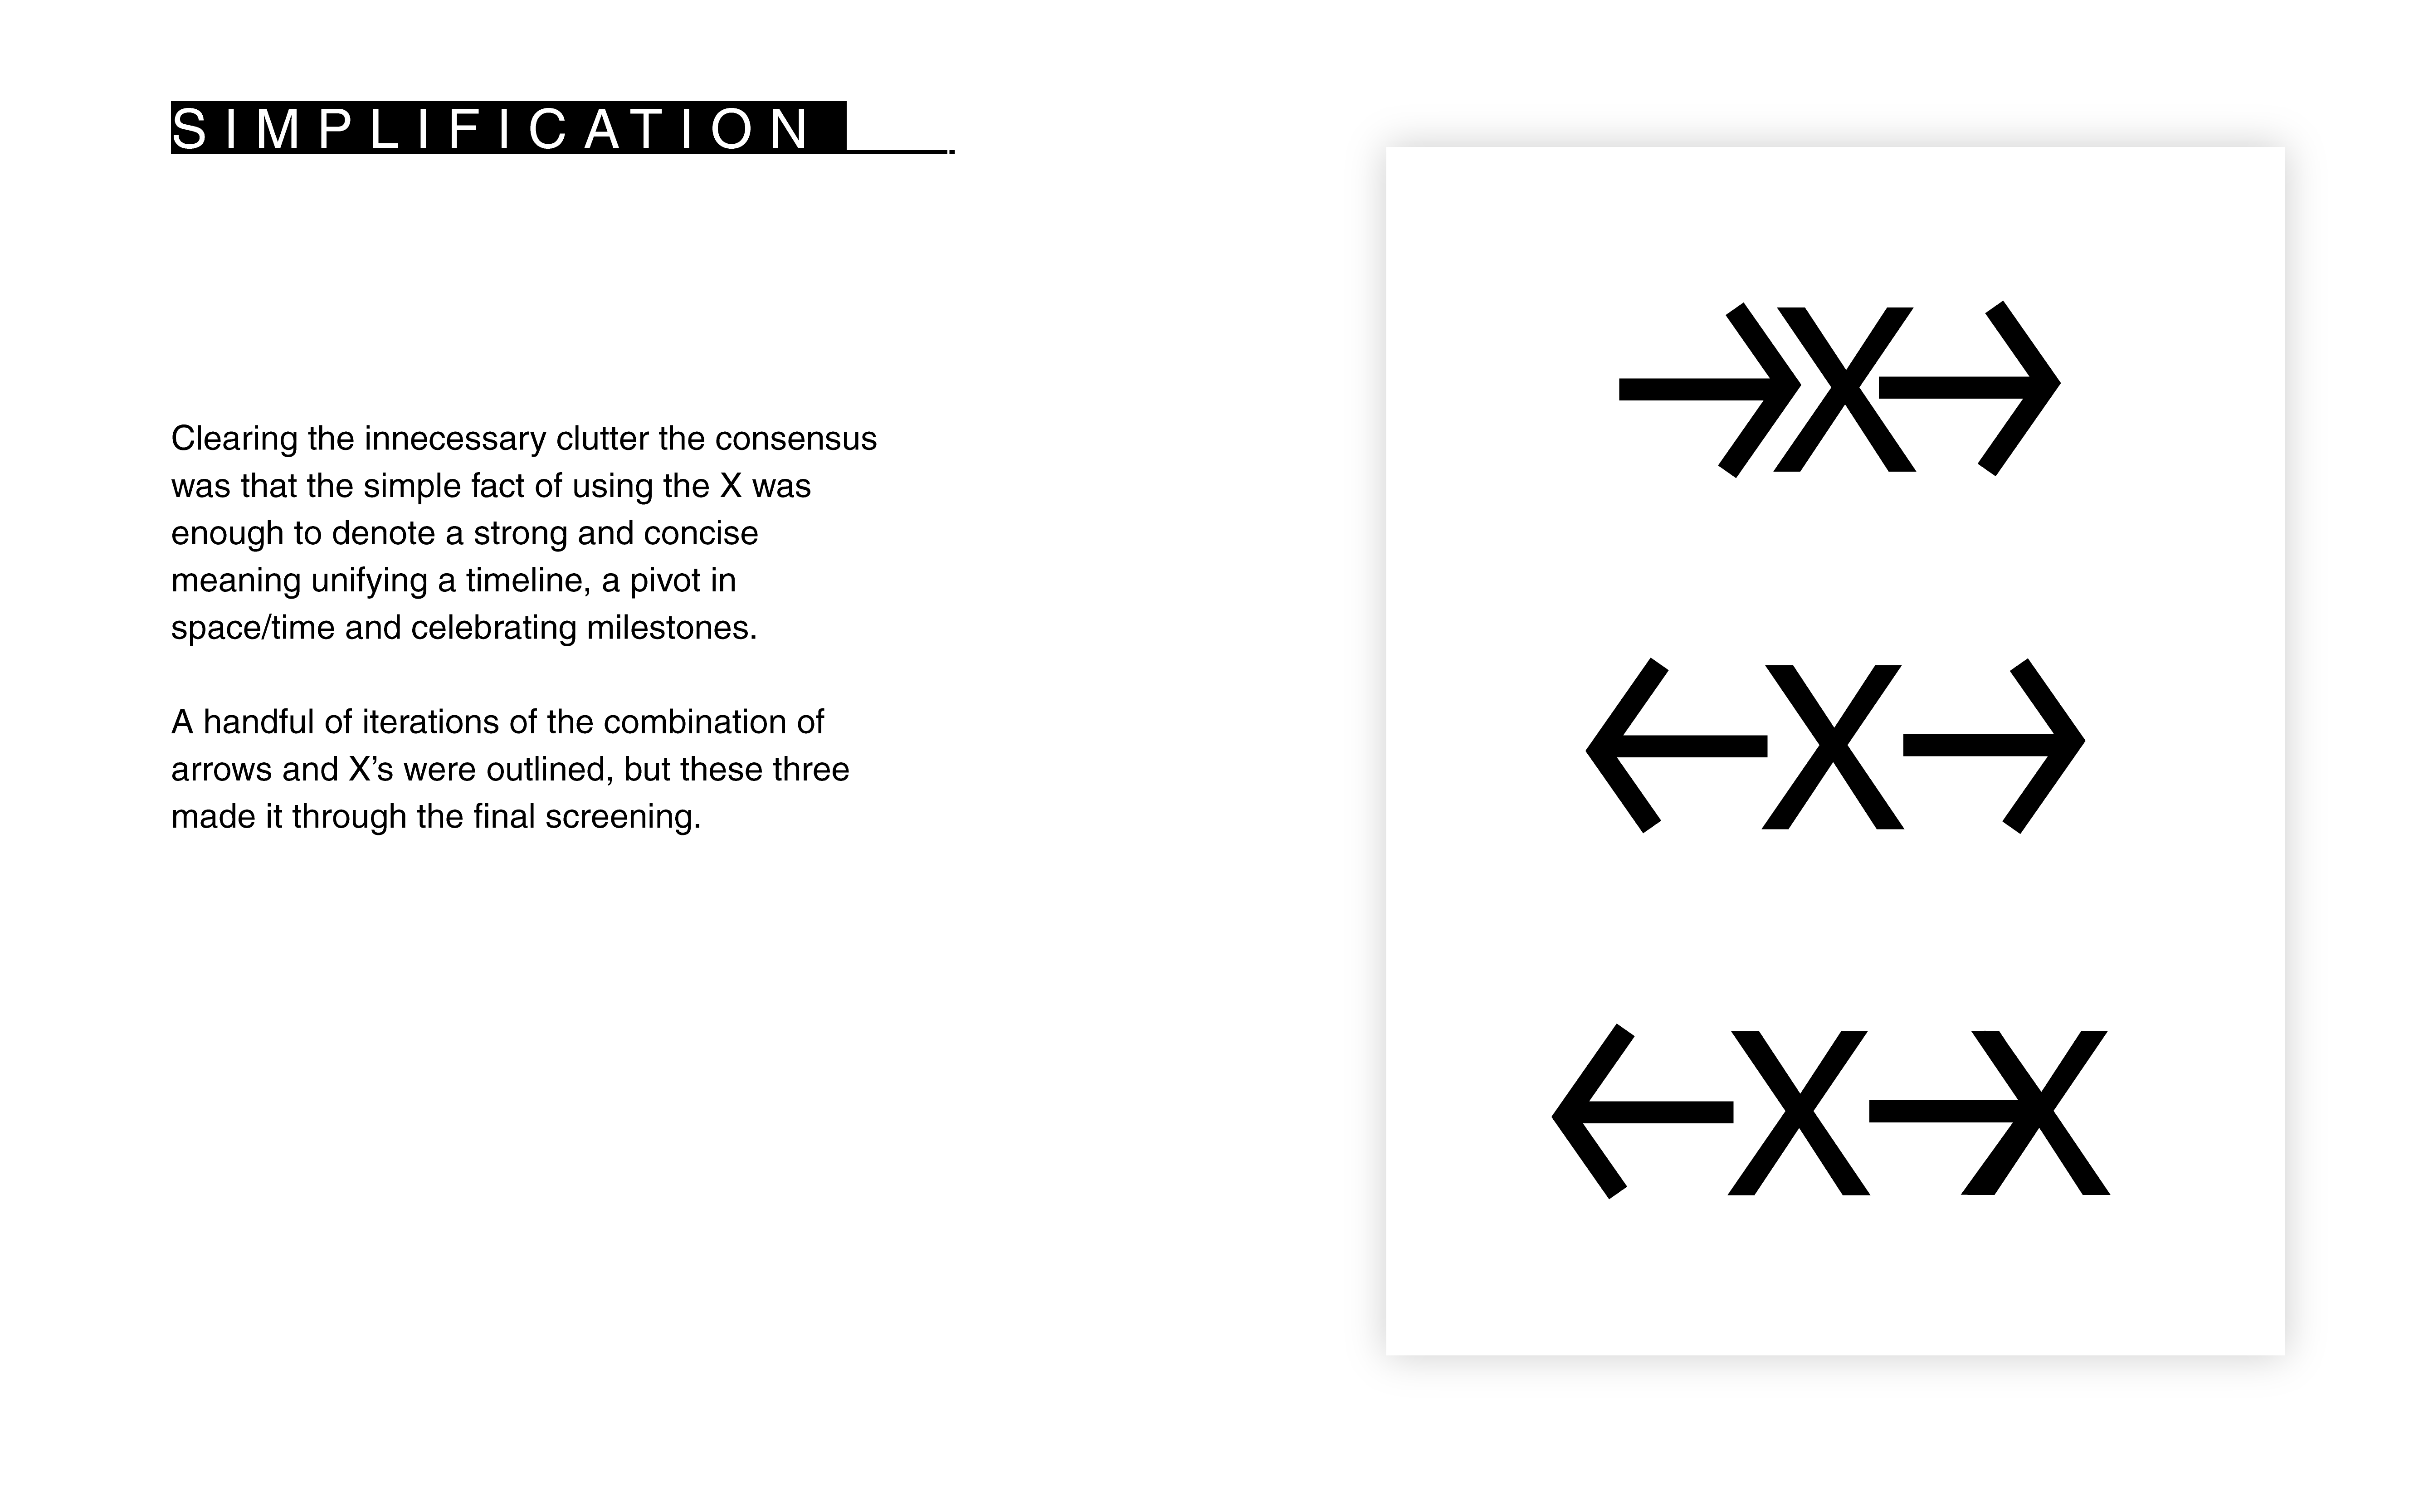 SIMPLIFICATION
Clearing the innecessary clutter the consensus
was that the simple fact of using the X was
enough to denote a strong and concise
meaning unifying a timeline, a pivot in
space/time and celebrating milestones.
A handful of iterations of the combination of
arrows and X’s were outlined, but these three
made it through the final screening.
→X→
←X→
←X→X